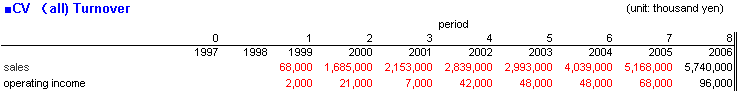 ■CV （all) Turnover (unit: thousand yen)
period
0 1 2 3 4 5 6 7 8
1997 1998 1999 2000 2001 2002 2003 2004 2005 2006
sales 68,000 1,685,000 2,153,000 2,839,000 2,993,000 4,039,000 5,168,000 5,740,000
operating income 2,000 21,000 7,000 42,000 48,000 48,000 68,000 96,000